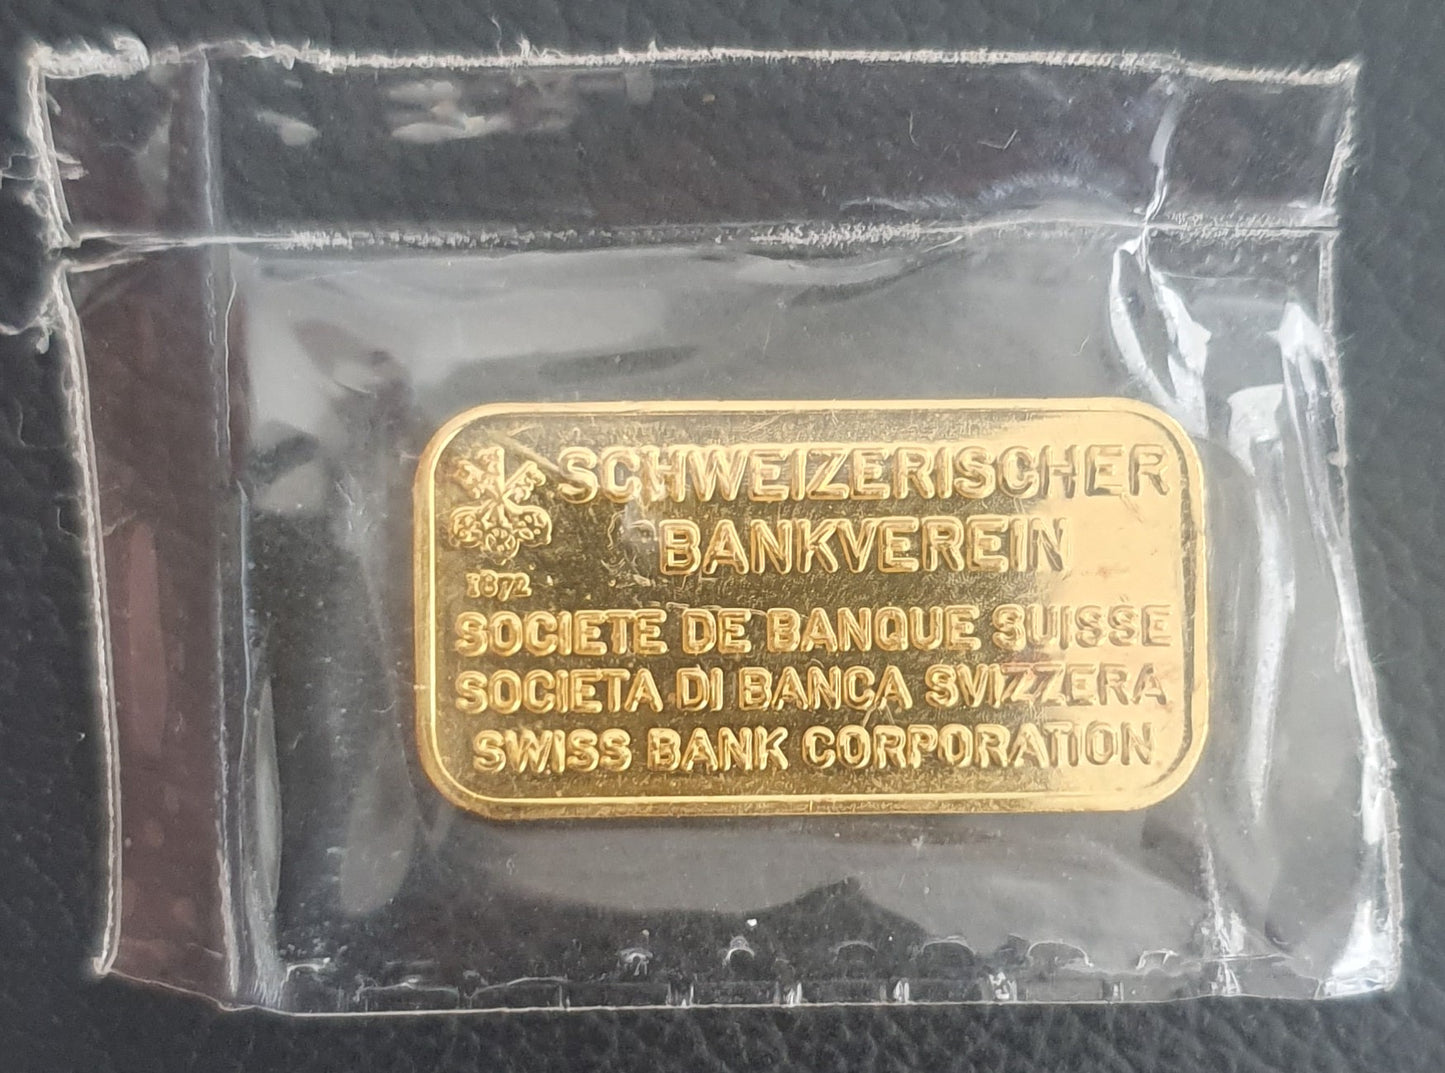 SCHWEIZERISCHER
BANKVEREIN
1872
SOCIETE DE BANQUE SUISSE
SOCIETA DI BANCA SVIZZERA
SWISS BANK CORPORATION